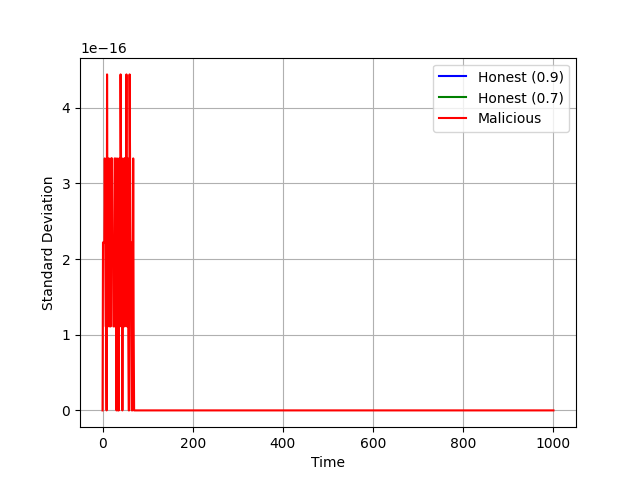 1e−16
Honest (0.9)
Honest (0.7)
Malicious
4
3
2
1
0
Standard Deviation
0 200 400 600 800 1000
Time